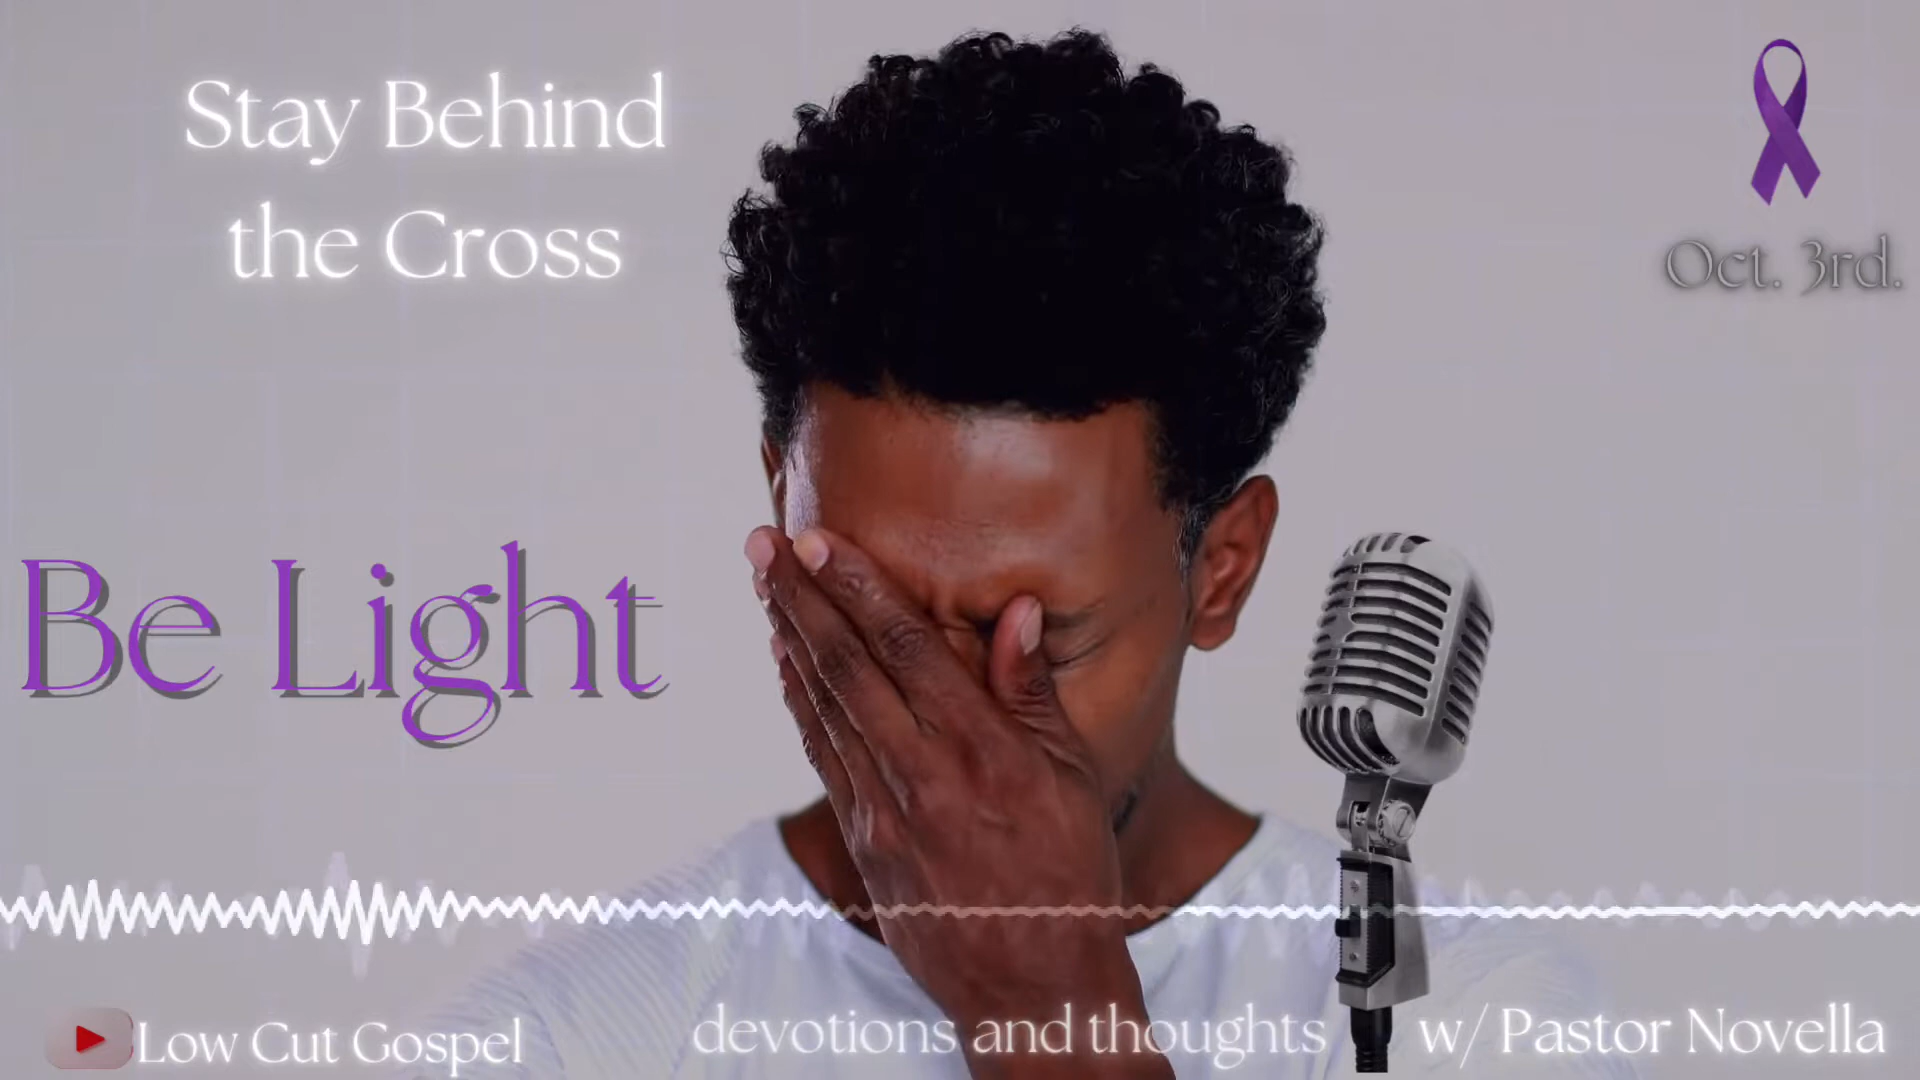 Stay Behind
the Cross
Oct. 3rd.
Be Light
Low Cut Gospel
devotions and thoughts
w/ Pastor Novella